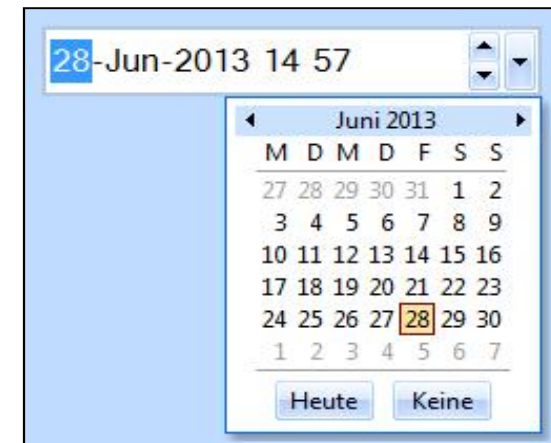 28-Jun-2013 14 57
Juni 2013
M D M D F S S
27 28 29 30 31 1 2
3 4 5 6 7 8 9
10 11 12 13 14 15 16
17 18 19 20 21 22 23
24 25 26 27 28 29 30
1 2 3 4 5 6 7
Heute Keine